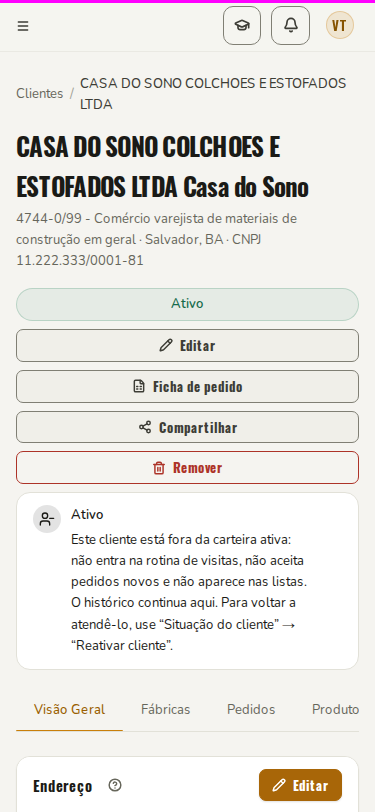 VT
Clientes / CASA DO SONO COLCHOES E ESTOFADOS
LTDA
CASA DO SONO COLCHOES E
ESTOFADOS LTDA Casa do Sono
4744-0/99 - Comércio varejista de materiais de
construção em geral · Salvador, BA · CNPJ
11.222.333/0001-81
Ativo
Editar
Ficha de pedido
Compartilhar
Remover
Ativo
Este cliente está fora da carteira ativa:
não entra na rotina de visitas, não aceita
pedidos novos e não aparece nas listas.
O histórico continua aqui. Para voltar a
atendê-lo, use “Situação do cliente” →
“Reativar cliente”.
Visão Geral Fábricas Pedidos Produto
Endereço Editar